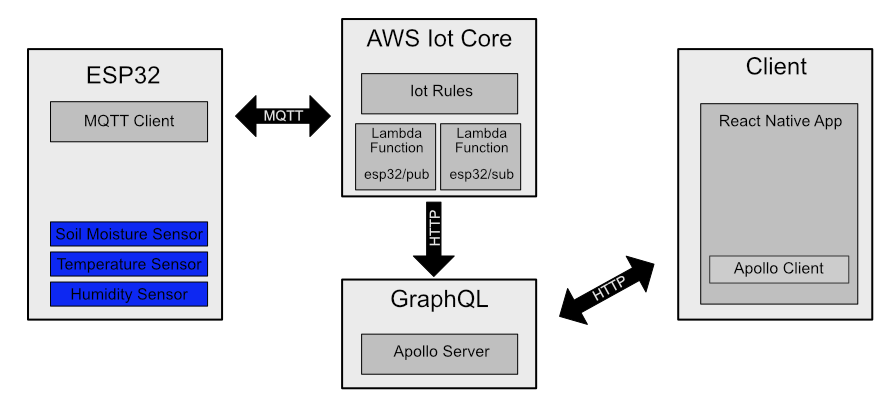 ESP32
MQTT Client
Soil Moisture Sensor
Temperature Sensor
Humidity Sensor
MQTT
AWS Iot Core
Iot Rules
Lambda
Function
esp32/pub
Lambda
Function
esp32/sub
HTTP
GraphQL
Apollo Server
HTTP
Client
React Native App
Apollo Client